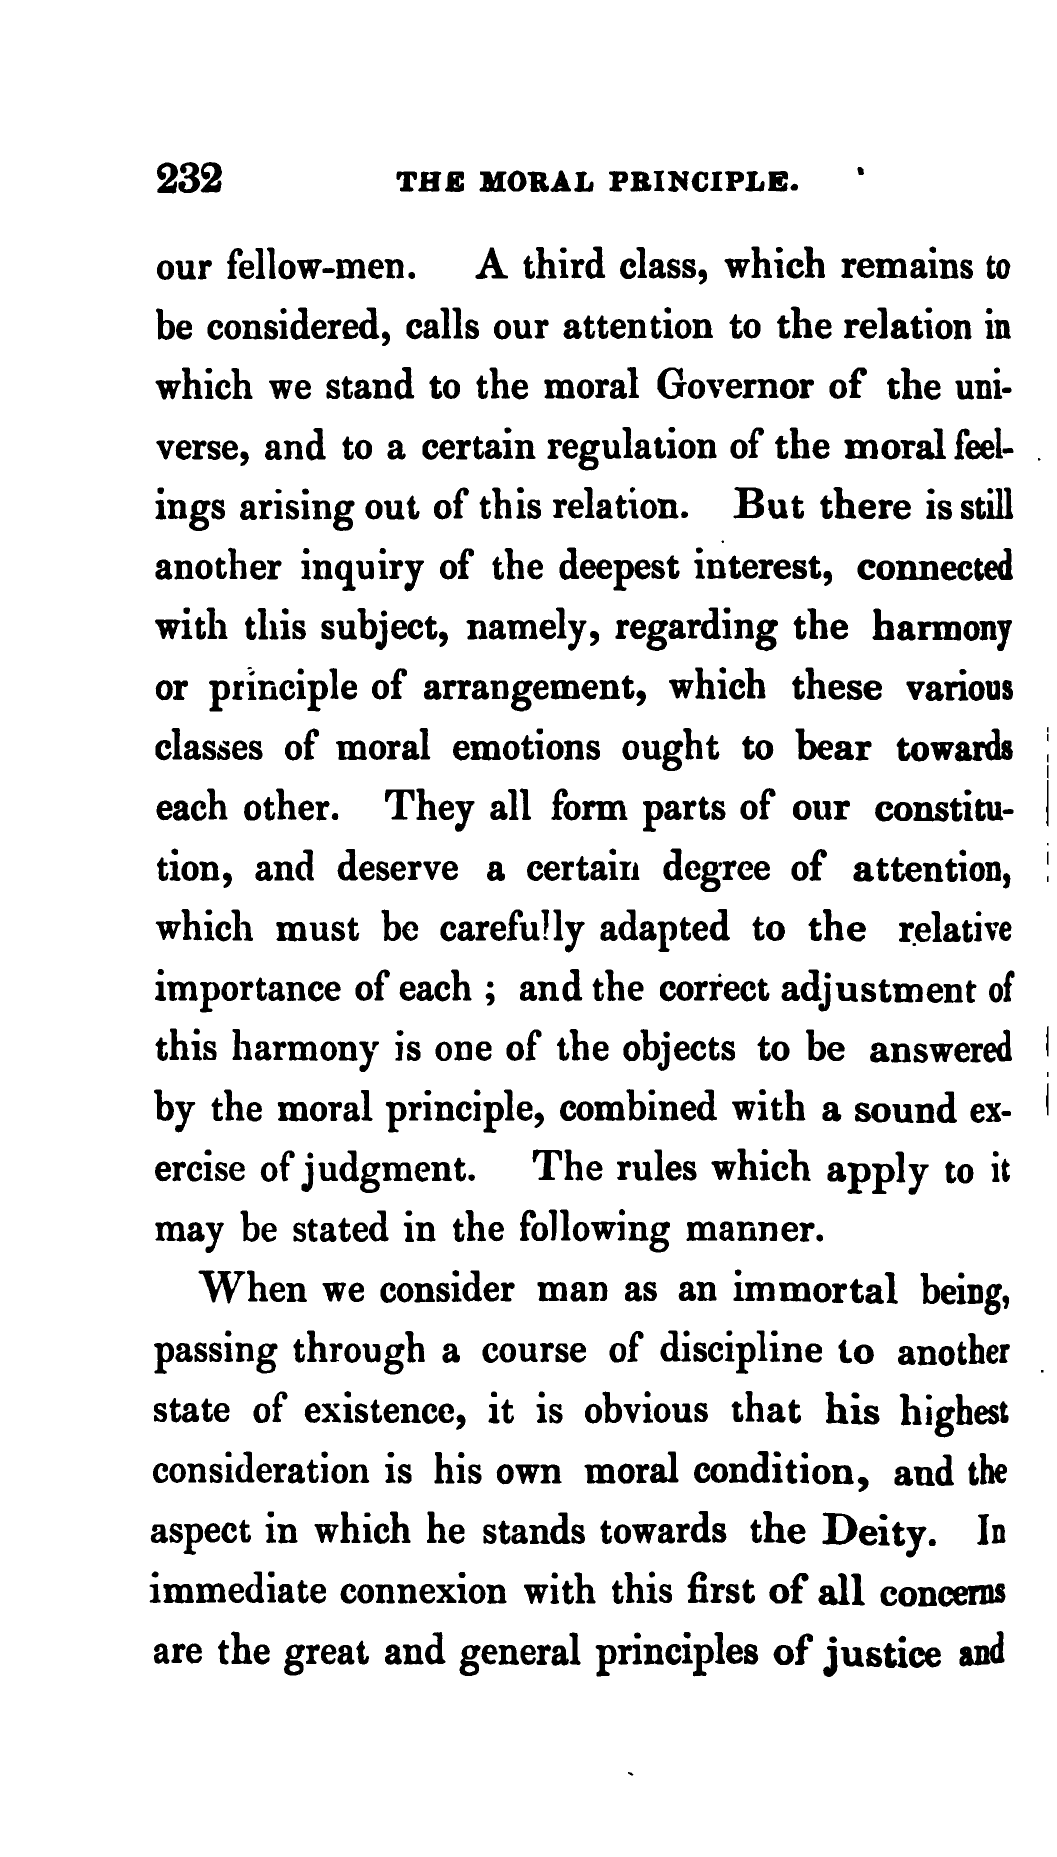 232 THE MORAL PRINCIPLE.
our fellow-men. A third class, which remains to
be considered, calls our attention to the relation in
which we stand to the moral Governor of the uni-
verse, and to a certain regulation of the moral feel-
ings arising out of this relation. But there is still
another inquiry of the deepest interest, connected
with this subject, namely, regarding the harmony
or principle of arrangement, which these various
classes of moral emotions ought to bear towards
each other. They all form parts of our constitu-
tion, and deserve a certain degree of attention,
which must be carefully adapted to the relative
importance of each ; and the correct adjustment of
this harmony is one of the objects to be answered
by the moral principle, combined with a sound ex-
ercise of judgment. The rules which apply to it
may be stated in the following manner.
When we consider man as an immortal being,
passing through a course of discipline to another
state of existence, it is obvious that his highest
consideration is his own moral condition, and the
aspect in which he stands towards the Deity. In
immediate connexion with this first of all concerns
are the great and general principles of justice and